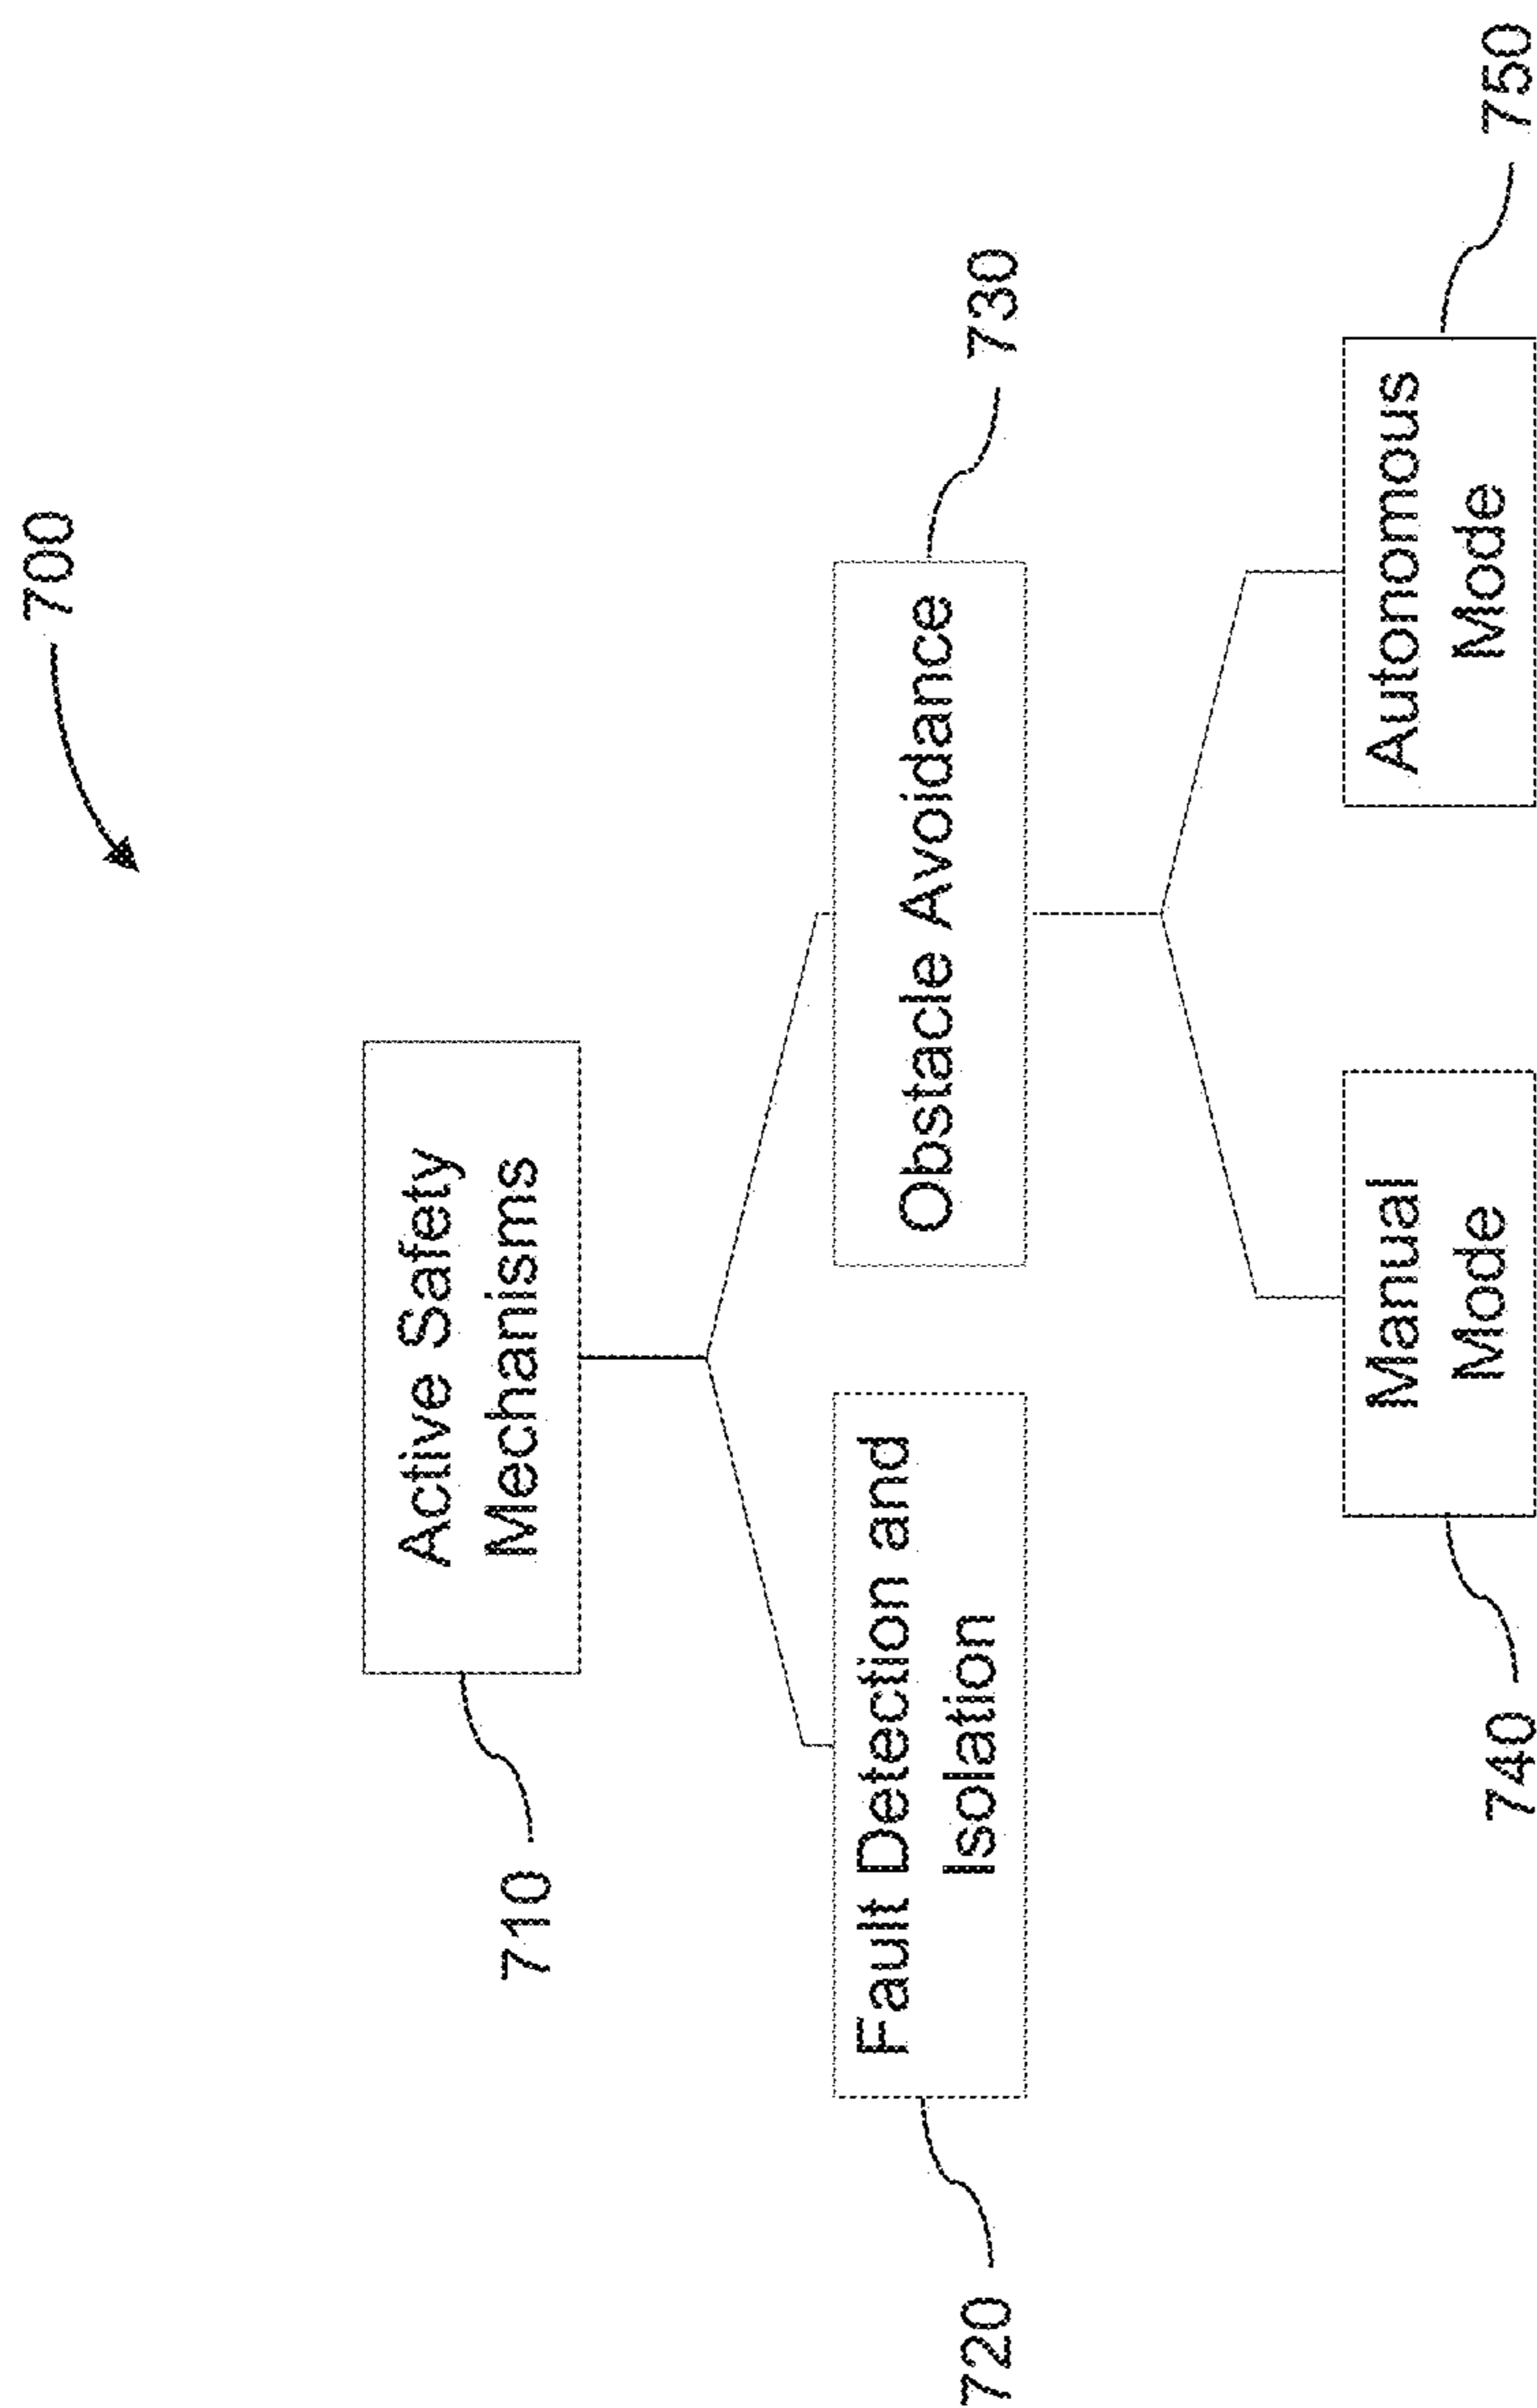 700
Active Safety
Mechanisms
710
Fault Detection and
Isolation
720
Obstacle Avoidance
730
Manual
Mode
740
Autonomous
Mode
750